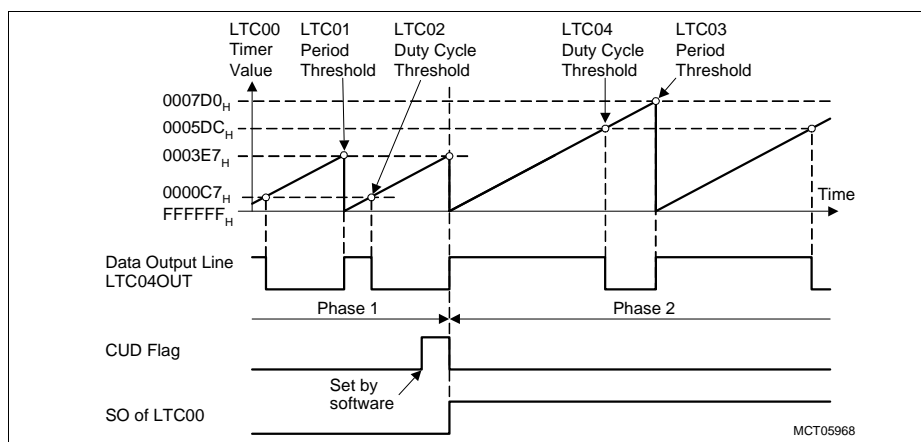 LTC00
Timer
Value
LTC01
Period
Threshold
LTC02
Duty Cycle
Threshold
LTC04
Duty Cycle
Threshold
LTC03
Period
Threshold
0007D0H
0005DCH
0003E7H
0000C7H
FFFFFFH
Time
Data Output Line
LTC04OUT
Phase 1
Phase 2
CUD Flag
Set by
software
SO of LTC00
MCT05968